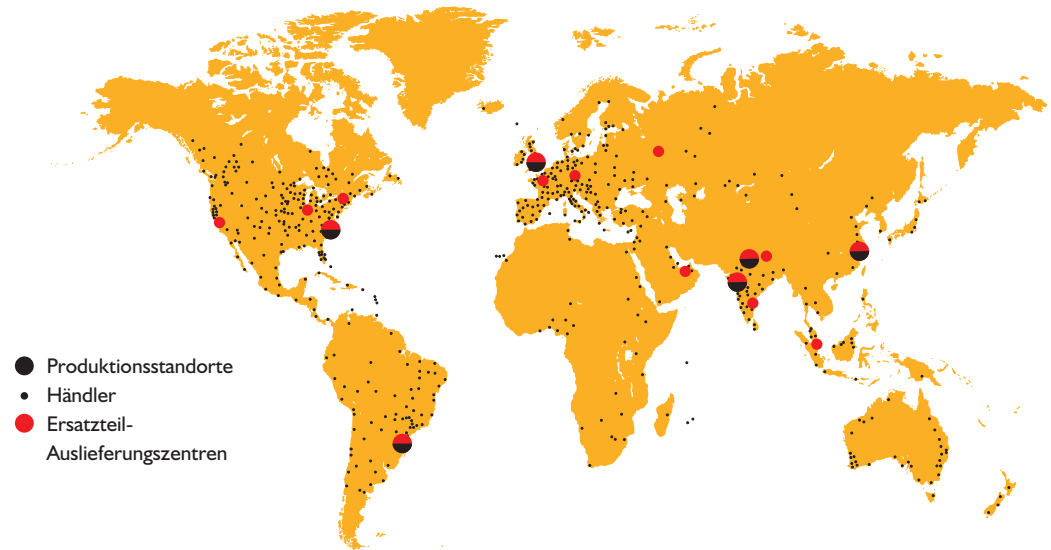 Produktionsstandorte
Händler
Ersatzteil-
Auslieferungszentren